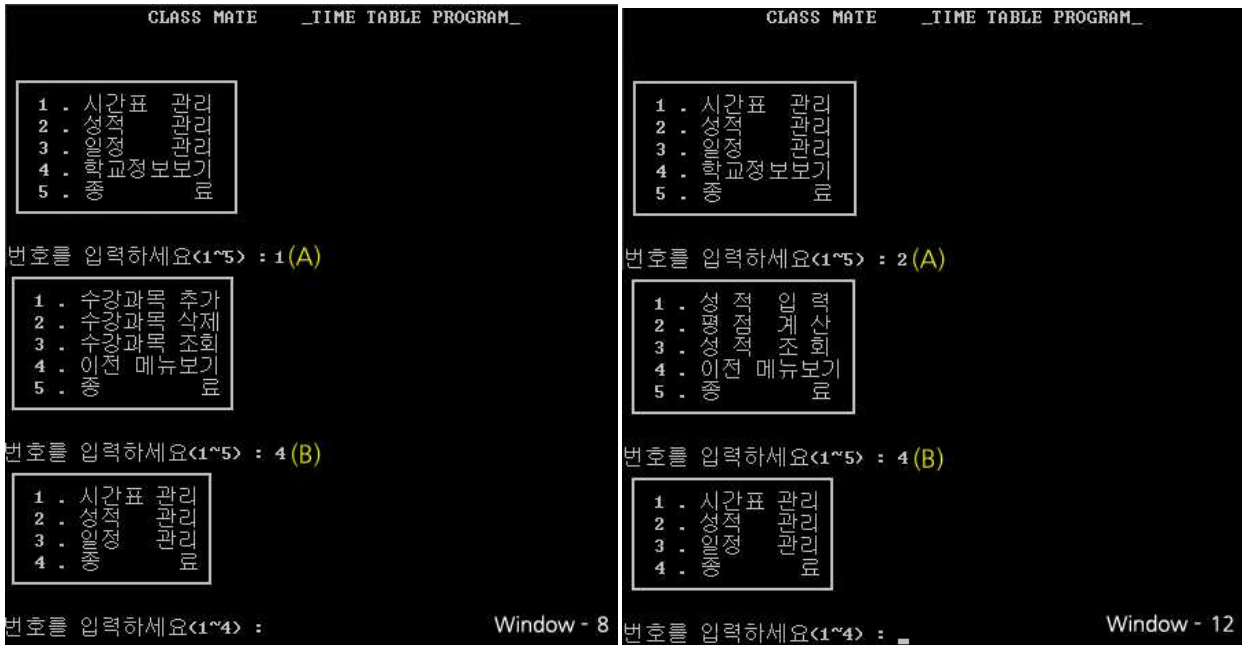 CLASS MATE _TIME TABLE PROGRAM_
1 . 시간표 관리
2 . 성적 관리
3 . 일정 관리
4 . 학교정보보기
5 . 종 료
번호를 입력하세요(1~5) : 1 (A)
1 . 수강과목 추가
2 . 수강과목 삭제
3 . 수강과목 조회
4 . 이전 메뉴보기
5 . 종 료
번호를 입력하세요(1~5) : 4 (B)
1 . 시간표 관리
2 . 성적 관리
3 . 일정 관리
4 . 종 료
번호를 입력하세요(1~4) :
Window - 8
CLASS MATE _TIME TABLE PROGRAM_
1 . 시간표 관리
2 . 성적 관리
3 . 일정 관리
4 . 학교정보보기
5 . 종 료
번호를 입력하세요(1~5) : 2 (A)
1 . 성 적 입 력
2 . 평 점 계 산
3 . 성 적 조 회
4 . 이전 메뉴보기
5 . 종 료
번호를 입력하세요(1~5) : 4 (B)
1 . 시간표 관리
2 . 성적 관리
3 . 일정 관리
4 . 종 료
번호를 입력하세요(1~4) : _
Window - 12